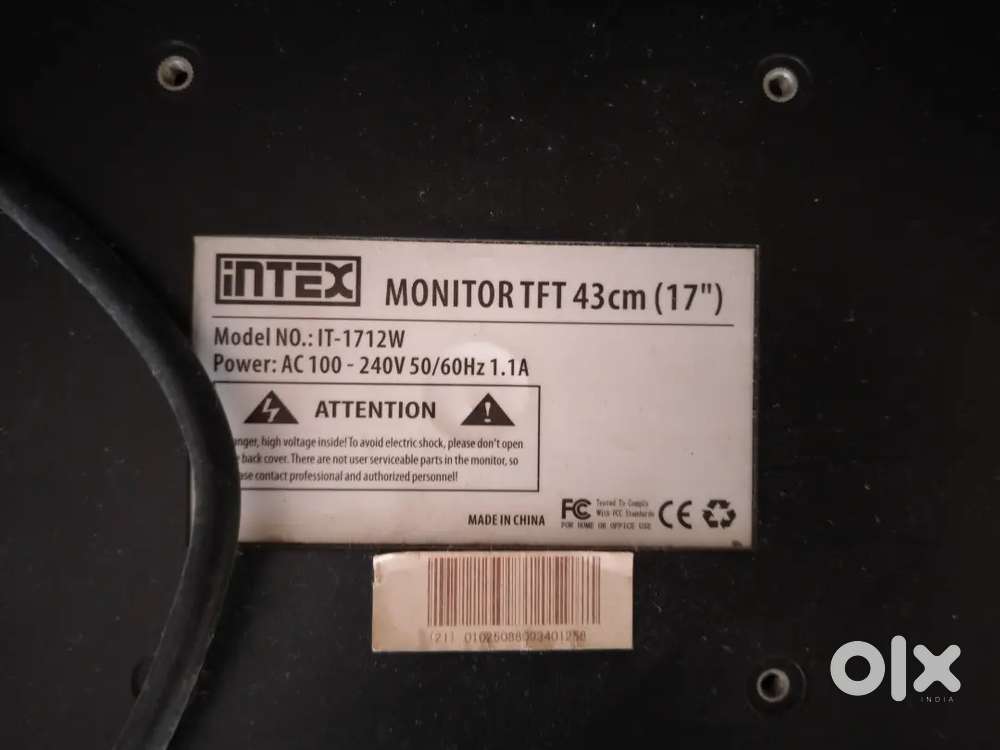 iNTEX MONITOR TFT 43cm (17")
Model NO.: IT-1712W
Power: AC 100 - 240V 50/60Hz 1.1A
ATTENTION
high voltage inside! To avoid electric shock, please don't open
back cover. There are not user serviceable parts in the monitor, so
contact professional and authorized personnel!
MADE IN CHINA
FC Tested To Comply
With FCC Standards
FOR HOME OR OFFICE USE
CE
(21) 01025088093401258
olx
INDIA